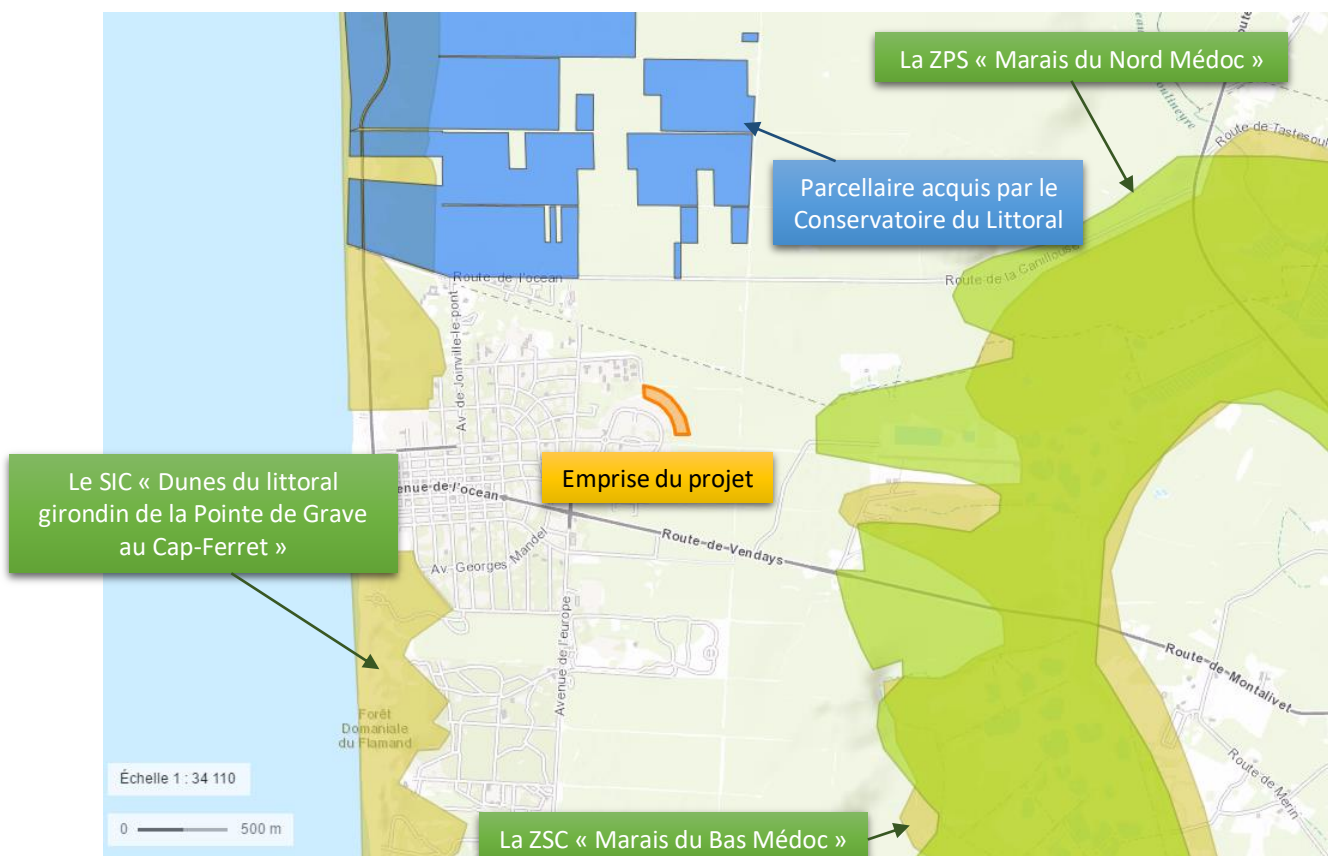 La ZPS « Marais du Nord Médoc »
Route de Tastesoul
Parcellaire acquis par le
Conservatoire du Littoral
Route de l'ocean
Route de la Canillouse
Av. de Joinville-le-pont
Emprise du projet
Le SIC « Dunes du littoral
girondin de la Pointe de Grave
au Cap-Ferret »
enue-de-l'ocean
Route-de-Vendays
Av. Georges Mandel
Avenue de l'europe
Route-de-Montalivet
Forêt
Domaniale
du Flamand
Route de Mérin
Échelle 1 : 34 110
0 500 m
La ZSC « Marais du Bas Médoc »